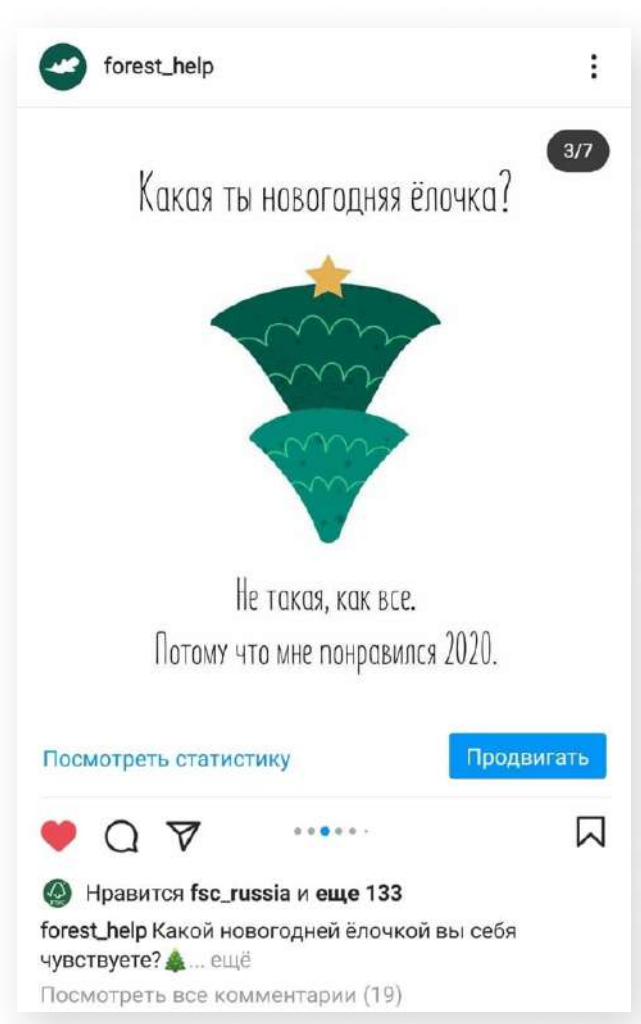 forest_help
3/7
Какая ты новогодняя ёлочка?
Не такая, как все.
Потому что мне понравился 2020.
Посмотреть статистику
Продвигать
Нравится fsc_russia и еще 133
forest_help Какой новогодней ёлочкой вы себя
чувствуете?🎄... ещё
Посмотреть все комментарии (19)